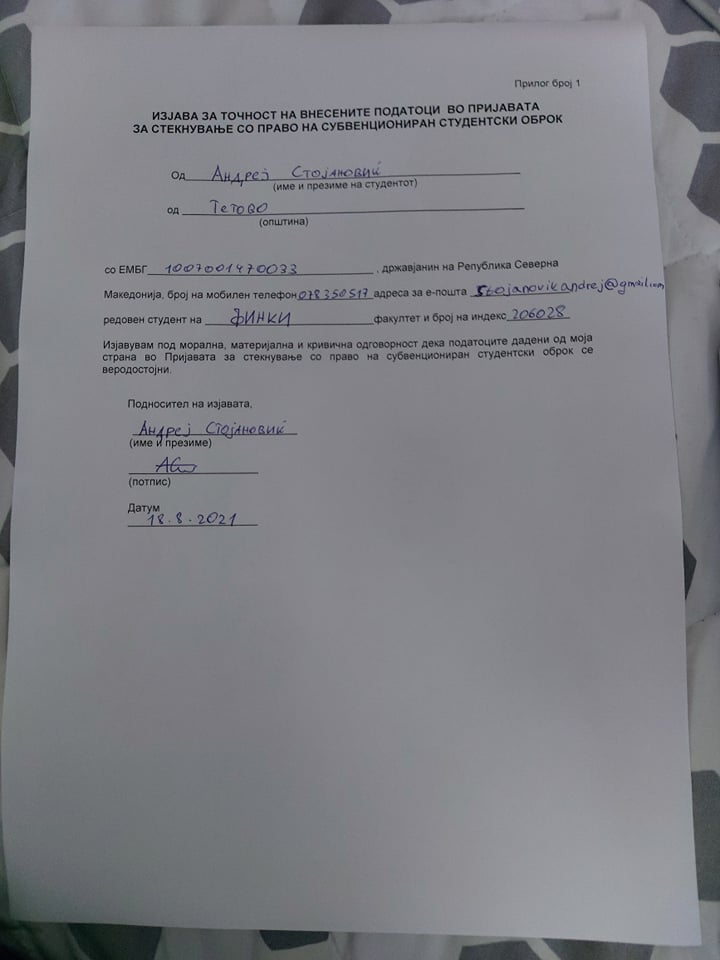 Прилог број 1
ИЗЈАВА ЗА ТОЧНОСТ НА ВНЕСЕНИТЕ ПОДАТОЦИ ВО ПРИЈАВАТА
ЗА СТЕКНУВАЊЕ СО ПРАВО НА СУБВЕНЦИОНИРАН СТУДЕНТСКИ ОБРОК
Од Андреј Стојановиќ
(име и презиме на студентот)
од Тетово
(општина)
со ЕМБГ 1007001470033 , државјанин на Република Северна
Македонија, број на мобилен телефон 078350517 адреса за е-пошта stojanovikandrej@gmail.com
редовен студент на ФИНКИ факултет и број на индекс 206028
Изјавувам под морална, материјална и кривична одговорност дека податоците дадени од моја
страна во Пријавата за стекнување со право на субвенциониран студентски оброк се
веродостојни.
Подносител на изјавата,
Андреј Стојановиќ
(име и презиме)
(потпис)
Датум
18.8.2021